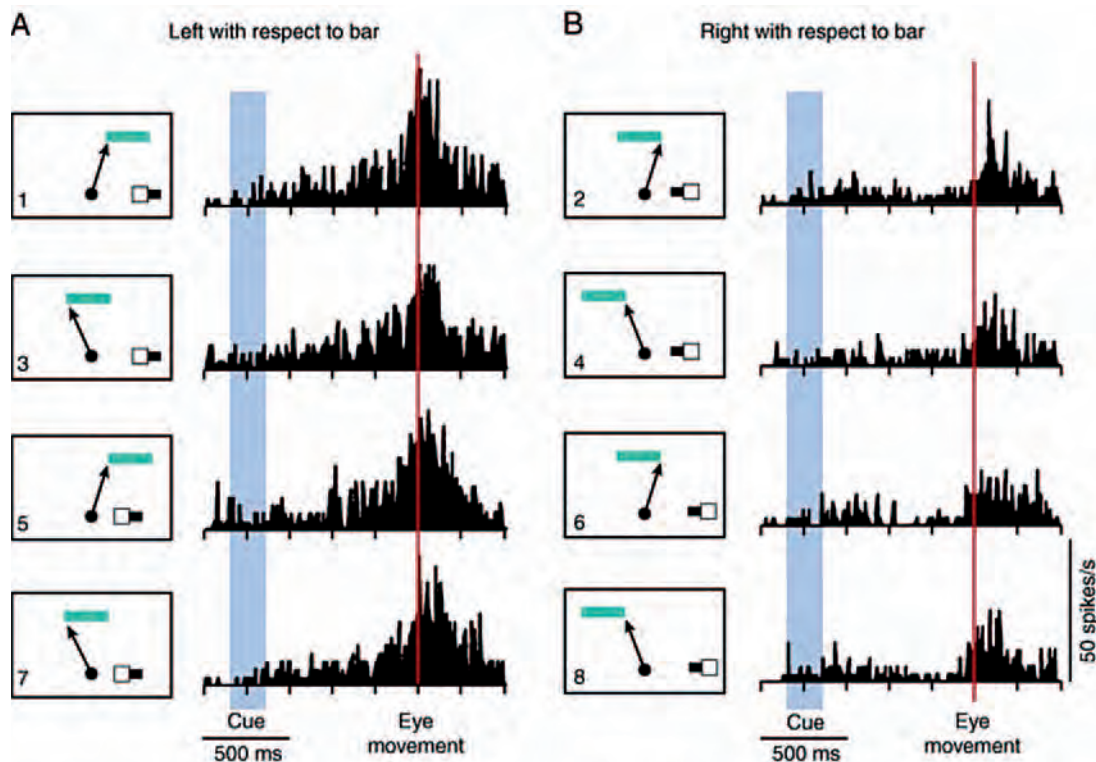 A
Left with respect to bar
B
Right with respect to bar
1
2
3
4
5
6
7
8
50 spikes/s
Cue
Eye
movement
500 ms
Cue
Eye
movement
500 ms